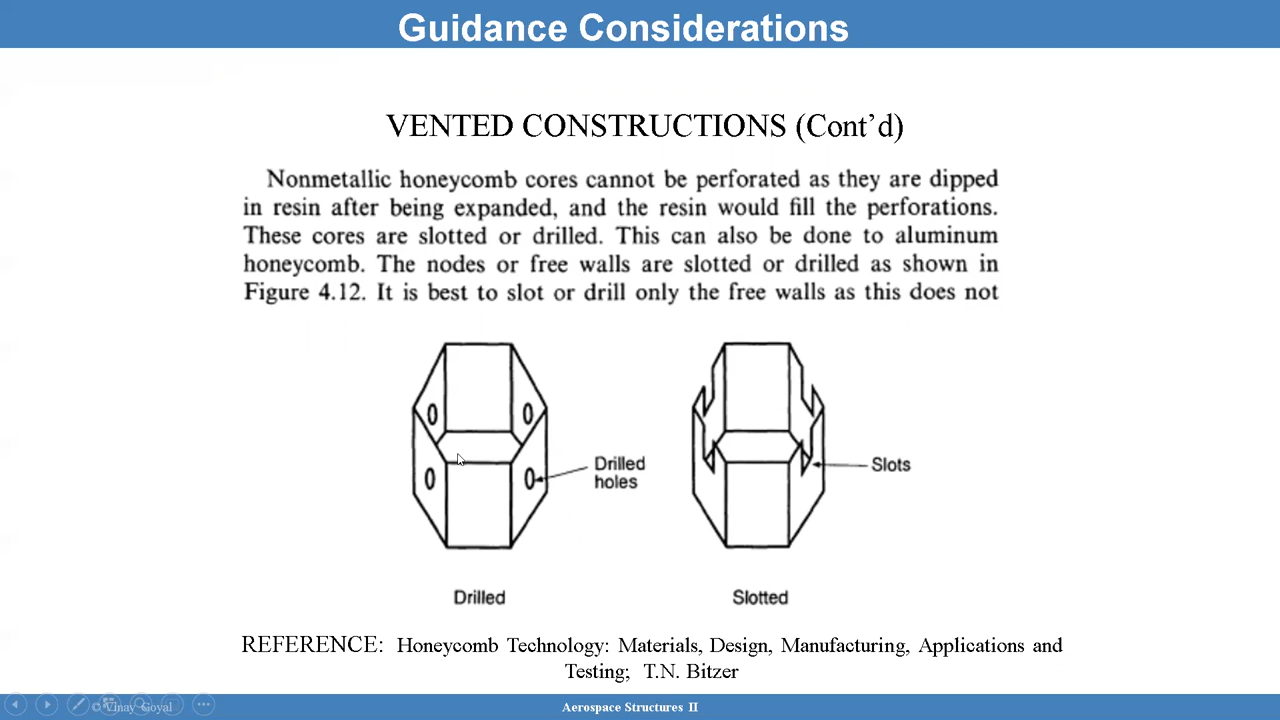 Guidance Considerations
VENTED CONSTRUCTIONS (Cont’d)
Nonmetallic honeycomb cores cannot be perforated as they are dipped
in resin after being expanded, and the resin would fill the perforations.
These cores are slotted or drilled. This can also be done to aluminum
honeycomb. The nodes or free walls are slotted or drilled as shown in
Figure 4.12. It is best to slot or drill only the free walls as this does not
Drilled
holes
Slots
Drilled
Slotted
REFERENCE: Honeycomb Technology: Materials, Design, Manufacturing, Applications and
Testing; T.N. Bitzer
© Vinay Goyal
Aerospace Structures II